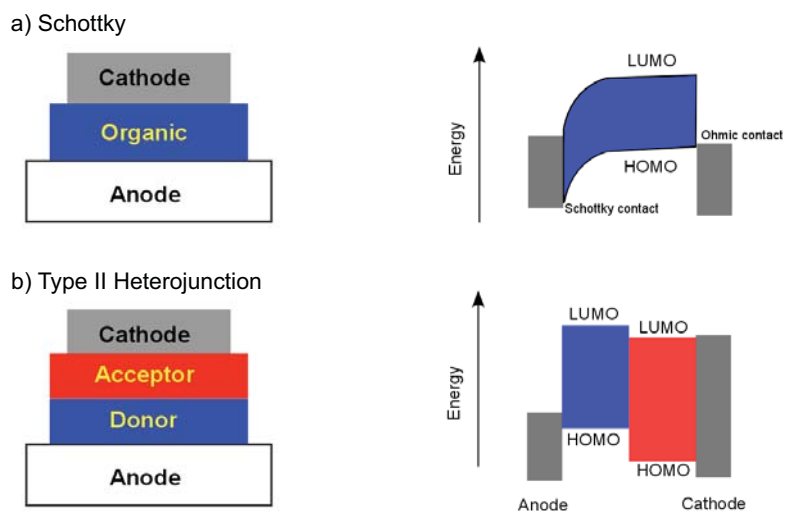 a) Schottky
Cathode
Organic
Anode
Energy
LUMO
HOMO
Ohmic contact
Schottky contact
b) Type II Heterojunction
Cathode
Acceptor
Donor
Anode
Energy
LUMO
LUMO
HOMO
HOMO
Anode
Cathode